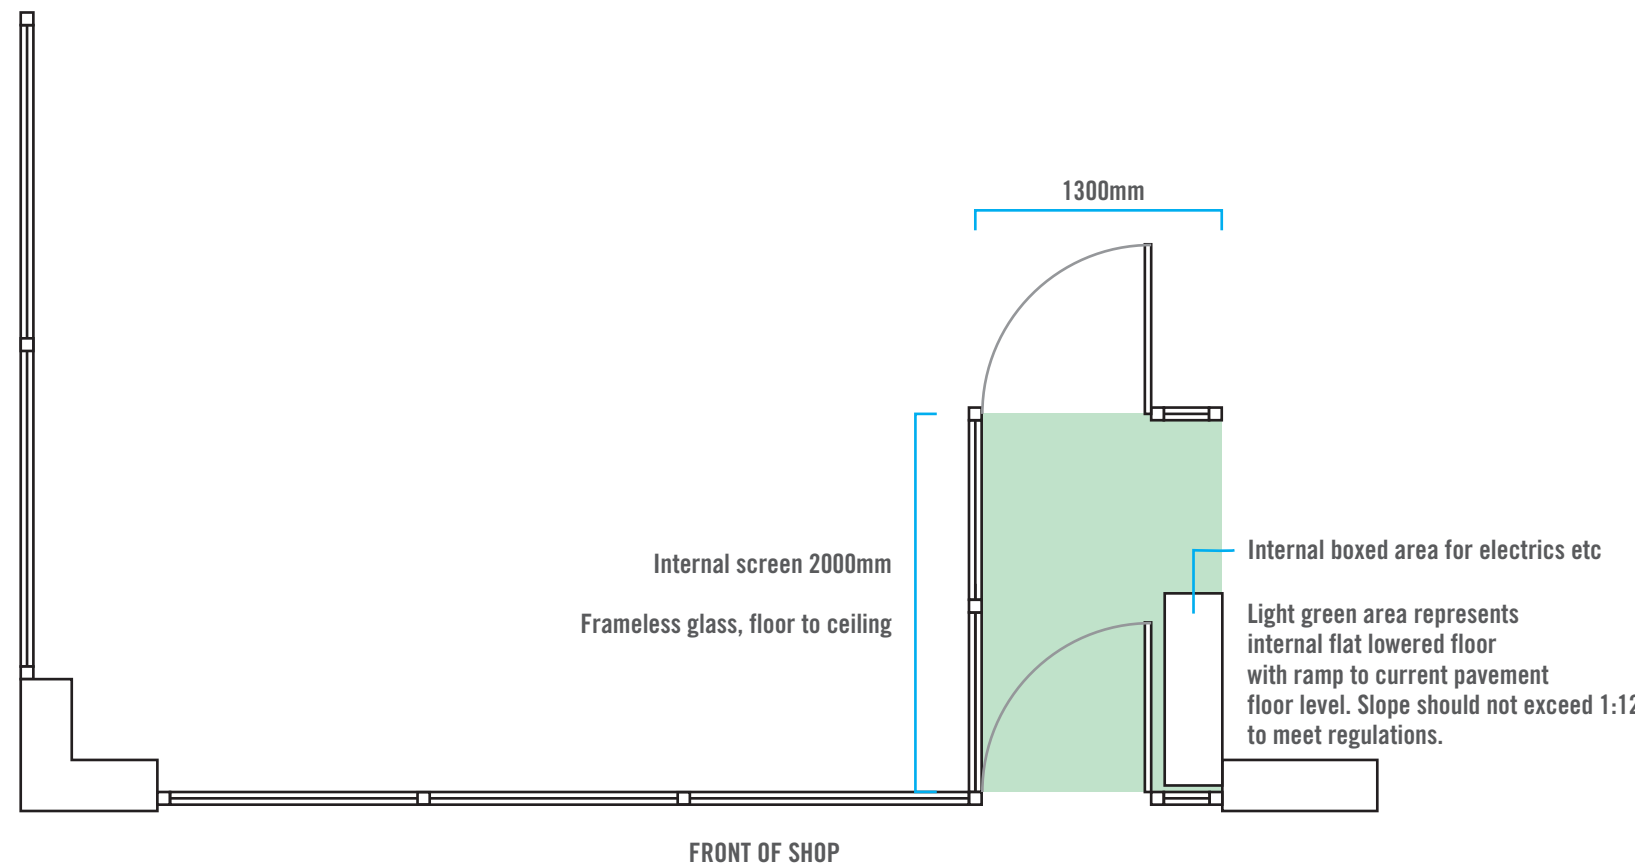 1300mm
Internal screen 2000mm
Frameless glass, floor to ceiling
Internal boxed area for electrics etc
Light green area represents
internal flat lowered floor
with ramp to current pavement
floor level. Slope should not exceed 1:12
to meet regulations.
FRONT OF SHOP